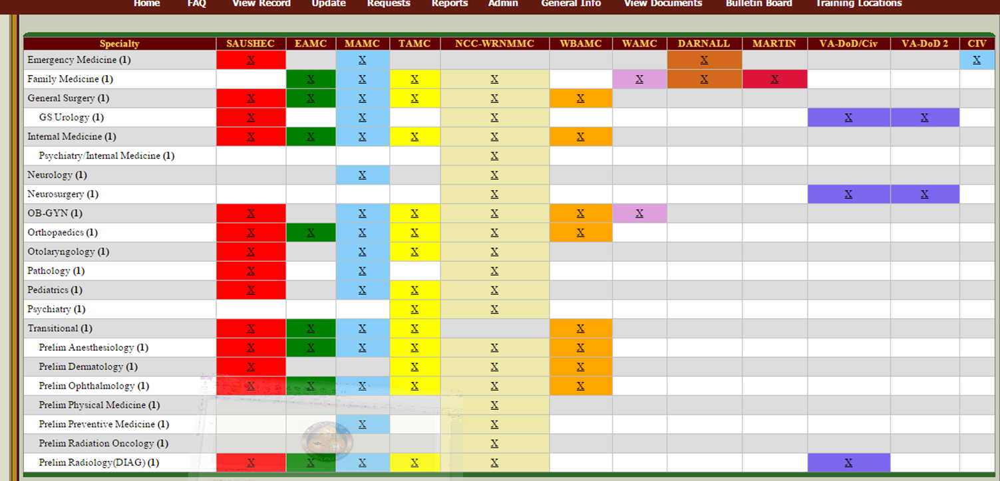 Home FAQ View Record Update Requests Reports Admin General Info View Documents Bulletin Board Training Locations
Specialty SAUSHEC EAMC MAMC TAMC NCC-WRNMMC WBAMC WAMC DARNALL MARTIN VA-DoD/Civ VA-DoD 2 CIV
Emergency Medicine (1) X X X X
Family Medicine (1) X X X X X X X
General Surgery (1) X X X X X X
GS Urology (1) X X X X X
Internal Medicine (1) X X X X X X
Psychiatry/Internal Medicine (1) X
Neurology (1) X X
Neurosurgery (1) X X X
OB-GYN (1) X X X X X X
Orthopaedics (1) X X X X X X
Otolaryngology (1) X X X X
Pathology (1) X X X
Pediatrics (1) X X X X
Psychiatry (1) X X
Transitional (1) X X X X X
Prelim Anesthesiology (1) X X X X X X
Prelim Dermatology (1) X X X X
Prelim Ophthalmology (1) X X X X X X
Prelim Physical Medicine (1) X
Prelim Preventive Medicine (1) X X
Prelim Radiation Oncology (1) X
Prelim Radiology(DIAG) (1) X X X X X X